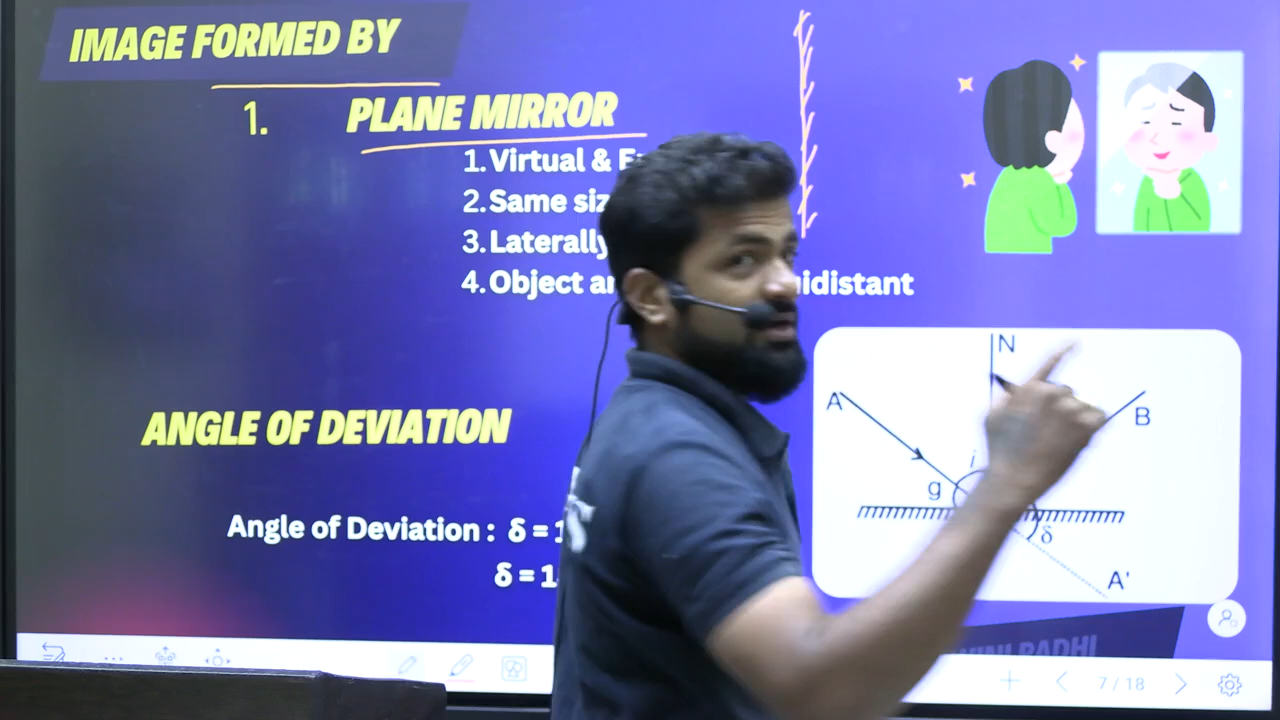 IMAGE FORMED BY
1. PLANE MIRROR
1. Virtual &
2. Same
3. Laterally
4. Object
Angle of Deviation : δ =
δ =
ANGLE OF DEVIATION
N
A
B
i
g
δ
A'
7 / 18